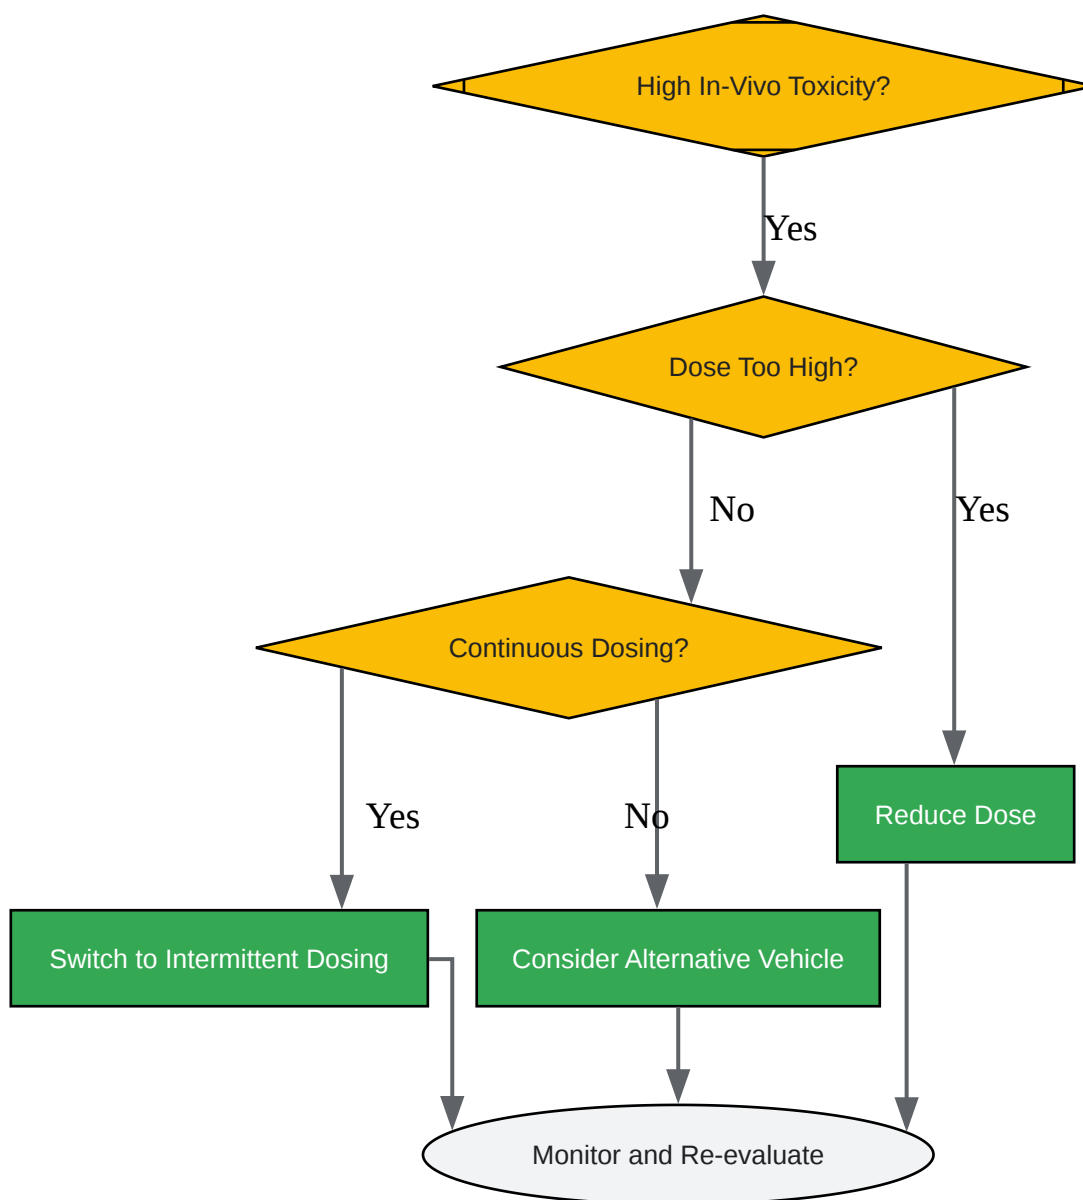 High In-Vivo Toxicity?
Yes
Dose Too High?
No
Yes
Continuous Dosing?
Yes
No
Reduce Dose
Switch to Intermittent Dosing
Consider Alternative Vehicle
Monitor and Re-evaluate